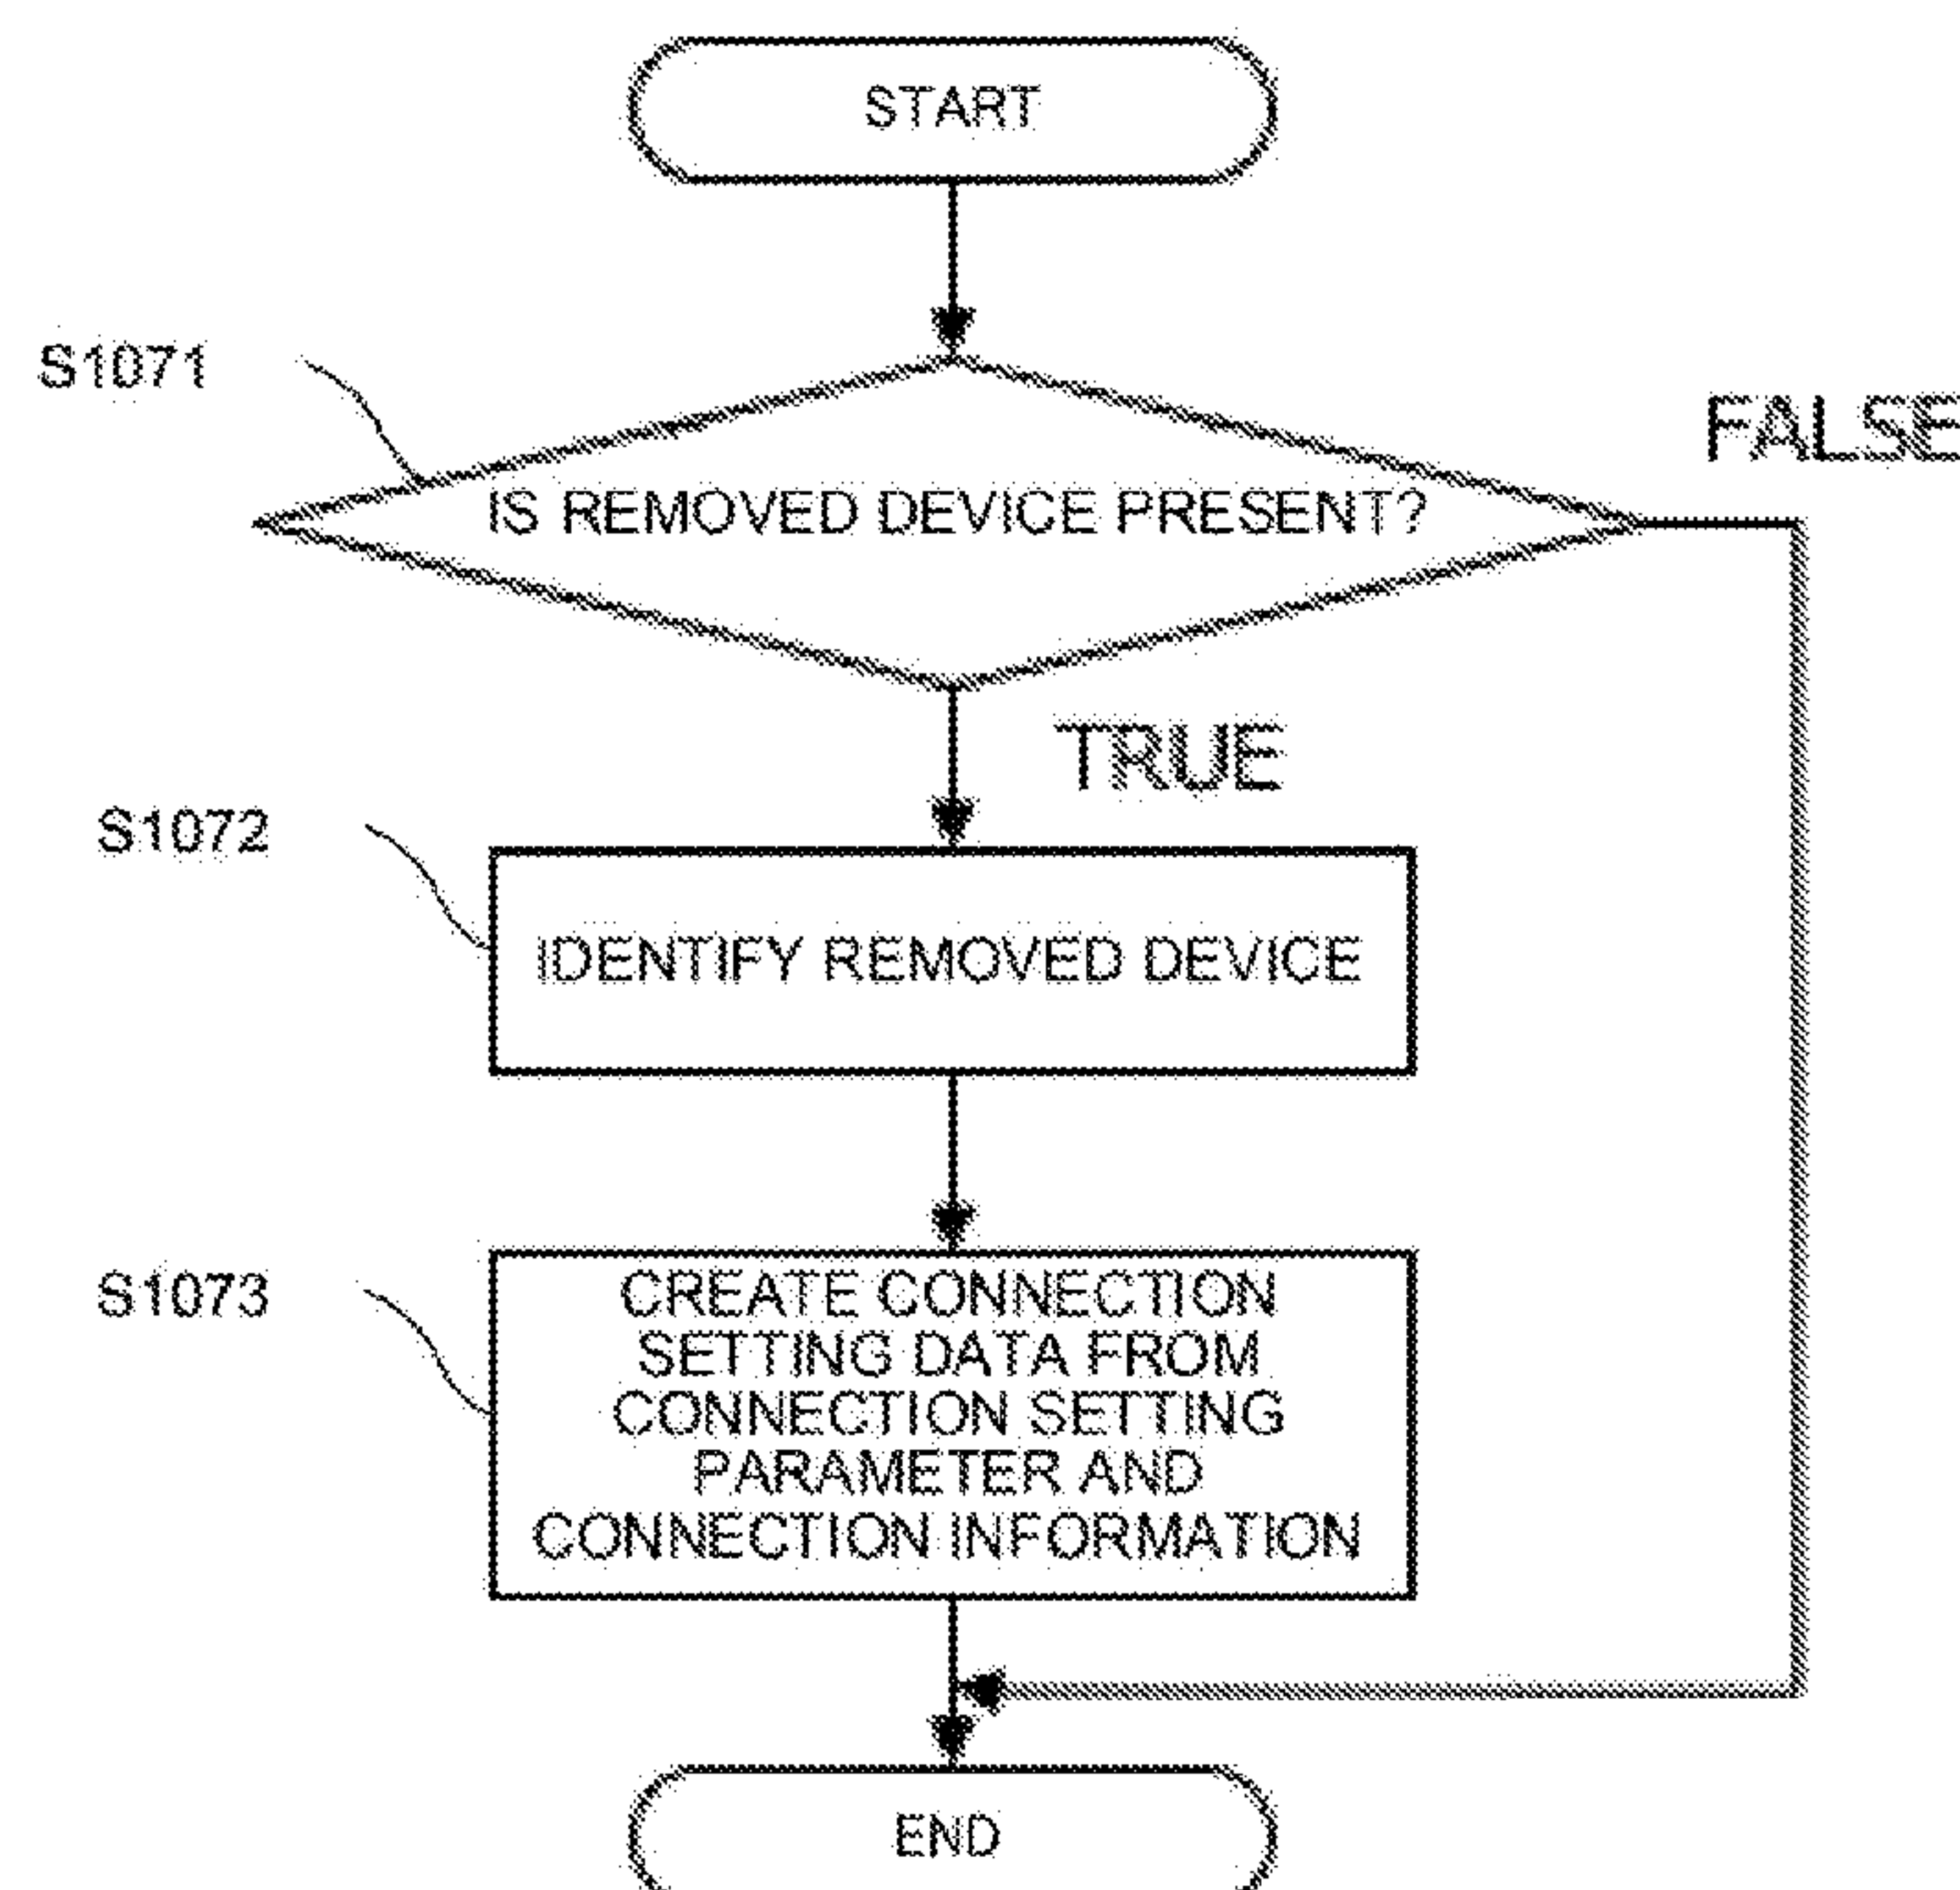 START
S1071
FALSE
IS REMOVED DEVICE PRESENT?
TRUE
S1072
IDENTIFY REMOVED DEVICE
S1073
CREATE CONNECTION
SETTING DATA FROM
CONNECTION SETTING
PARAMETER AND
CONNECTION INFORMATION
END